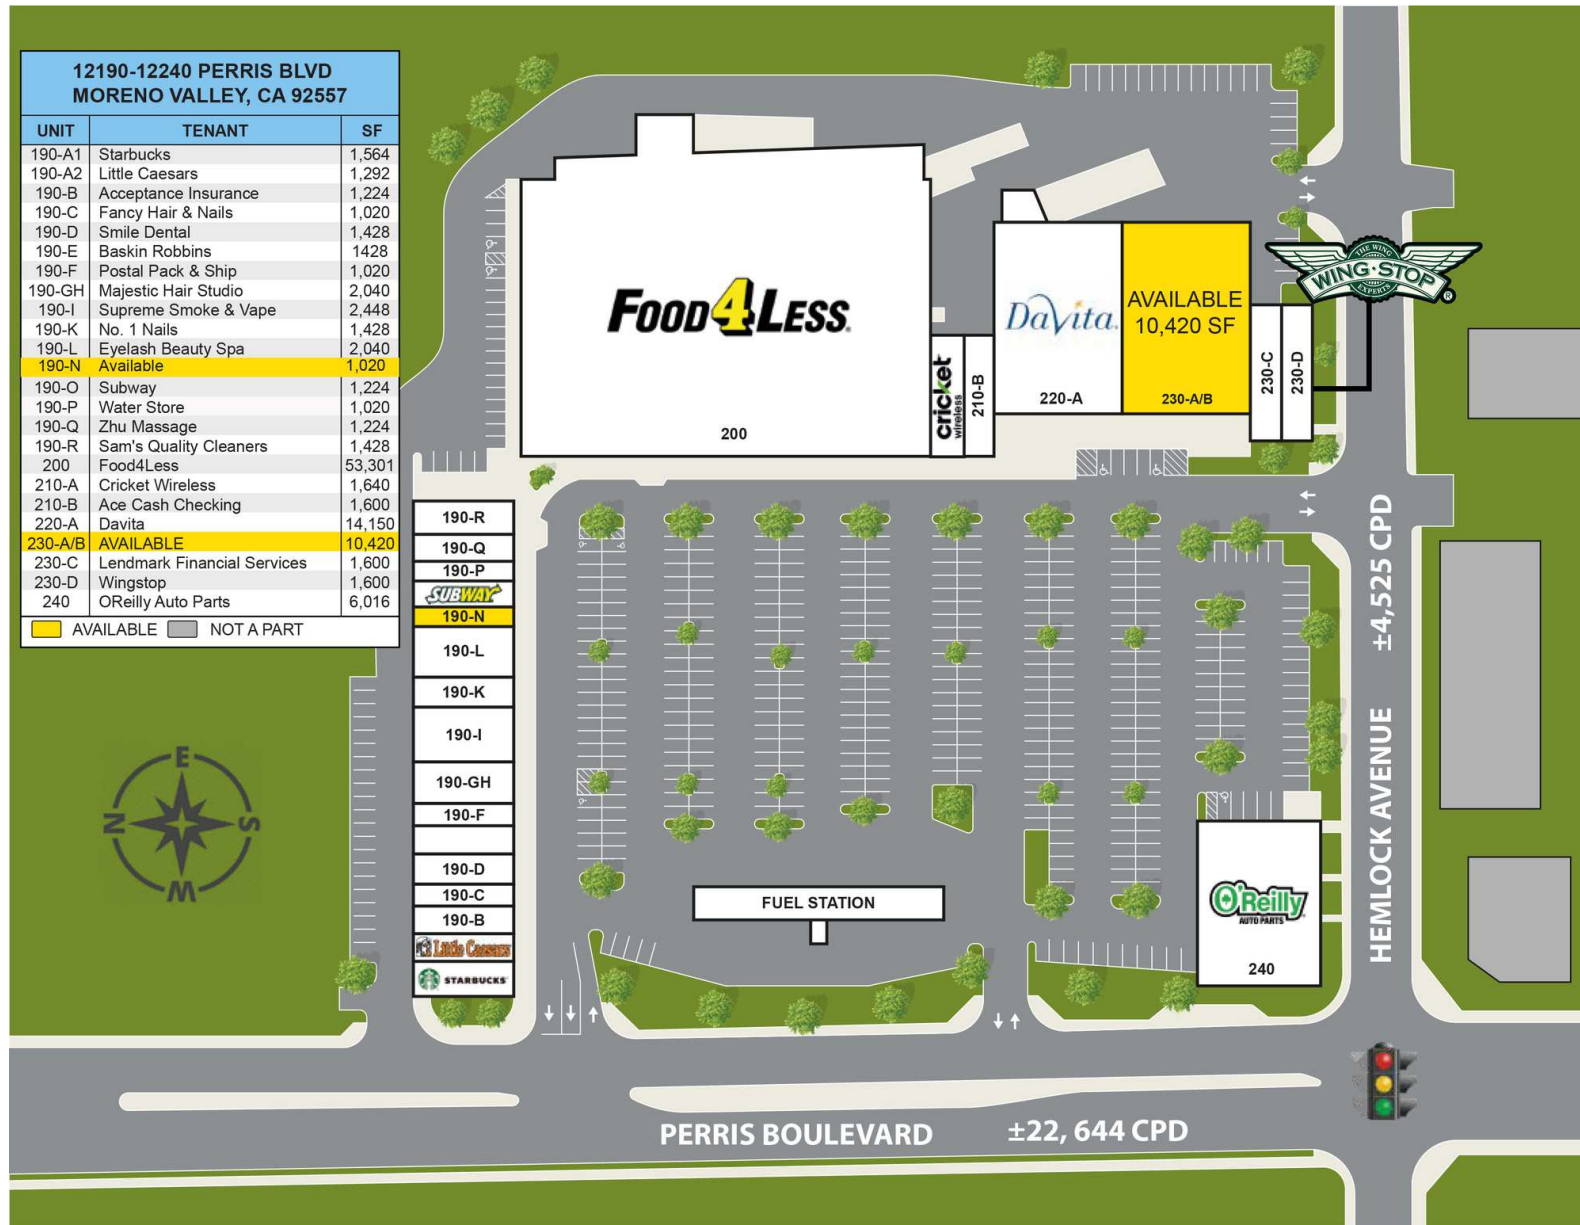 12190-12240 PERRIS BLVD
MORENO VALLEY, CA 92557
UNIT TENANT SF
190-A1 Starbucks 1,564
190-A2 Little Caesars 1,292
190-B Acceptance Insurance 1,224
190-C Fancy Hair & Nails 1,020
190-D Smile Dental 1,428
190-E Baskin Robbins 1428
190-F Postal Pack & Ship 1,020
190-GH Majestic Hair Studio 2,040
190-I Supreme Smoke & Vape 2,448
190-K No. 1 Nails 1,428
190-L Eyelash Beauty Spa 2,040
190-N Available 1,020
190-O Subway 1,224
190-P Water Store 1,020
190-Q Zhu Massage 1,224
190-R Sam's Quality Cleaners 1,428
200 Food4Less 53,301
210-A Cricket Wireless 1,640
210-B Ace Cash Checking 1,600
220-A Davita 14,150
230-A/B AVAILABLE 10,420
230-C Lendmark Financial Services 1,600
230-D Wingstop 1,600
240 OReilly Auto Parts 6,016
AVAILABLE NOT A PART
FOOD4LESS.
200
cricket
wireless
210-B
DaVita.
220-A
AVAILABLE
10,420 SF
230-A/B
230-C
230-D
THE WING
WING·STOP
EXPERTS
®
190-R
190-Q
190-P
SUBWAY
190-N
190-L
190-K
190-I
190-GH
190-F
190-D
190-C
190-B
Little Caesars
STARBUCKS
E
N
S
W
FUEL STATION
O'Reilly
AUTO PARTS
240
HEMLOCK AVENUE ±4,525 CPD
PERRIS BOULEVARD ±22, 644 CPD